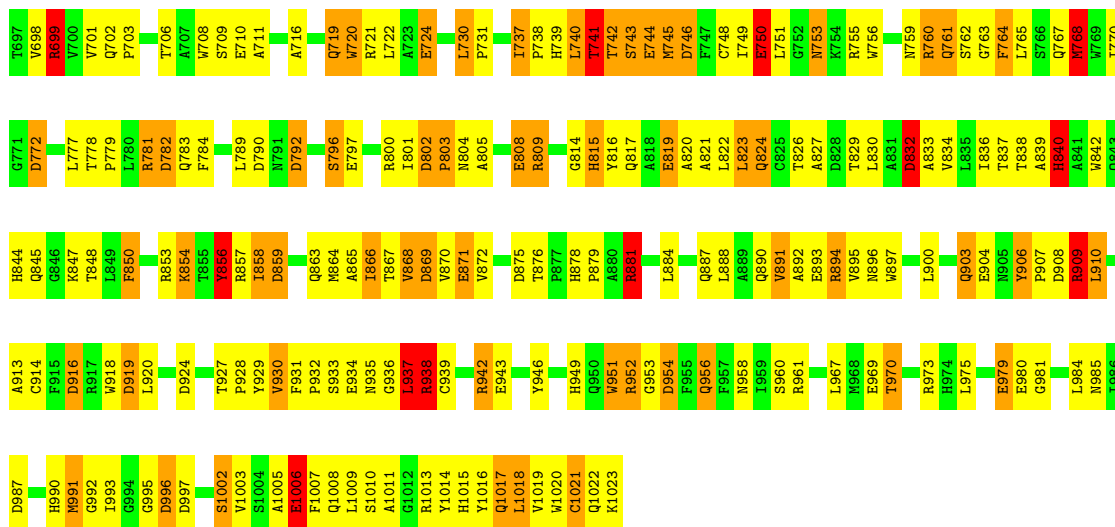 T697 V698 R699 V700 V701 Q702 P703 T706 A707 W708 S709 E710 A711 A716 Q719 W720 R721 L722 A723 E724 L730 P731 I737 P738 H739 L740 T741 T742 S743 E744 M745 D746 F747 C748 I749 E750 L751 G752 N753 K754 R755 W756 N759 R760 Q761 S762 G763 F764 L765 S766 Q767 M768 W769
G771 D772 L777 T778 P779 L780 R781 D782 Q783 F784 L789 D790 N791 D792 S796 E797 R800 I801 D802 P803 N804 A805 E808 R809 G814 H815 Y816 Q817 A818 E819 A820 A821 L822 L823 Q824 C825 T826 A827 D828 T829 L830 A831 D832 A833 V834 L835 I836 T837 T838 A839 H840 A841 W842
H844 Q845 G846 K847 T848 L849 F850 R853 K854 T855 Y856 R857 I858 D859 Q863 M864 A865 I866 T867 V868 D869 V870 E871 V872 D875 T876 P877 H878 P879 A880 R881 L884 Q887 L888 A889 Q890 V891 A892 E893 R894 V895 N896 W897 L900 Q903 E904 N905 Y906 P907 D908 R909 L910
A913 C914 F915 D916 R917 W918 D919 L920 D924 T927 P928 Y929 V930 F931 P932 S933 E934 N935 G936 L937 R938 C939 R942 E943 Y946 H949 Q950 W951 R952 G953 D954 F955 Q956 F957 N958 I959 S960 R961 L967 M968 E969 T970 R973 H974 L975 E979 E980 G981 L984 N985
D987 H990 M991 G992 I993 G994 G995 D996 D997 S1002 V1003 S1004 A1005 E1006 F1007 Q1008 L1009 S1010 A1011 G1012 R1013 Y1014 H1015 Y1016 Q1017 L1018 V1019 W1020 C1021 Q1022 K1023